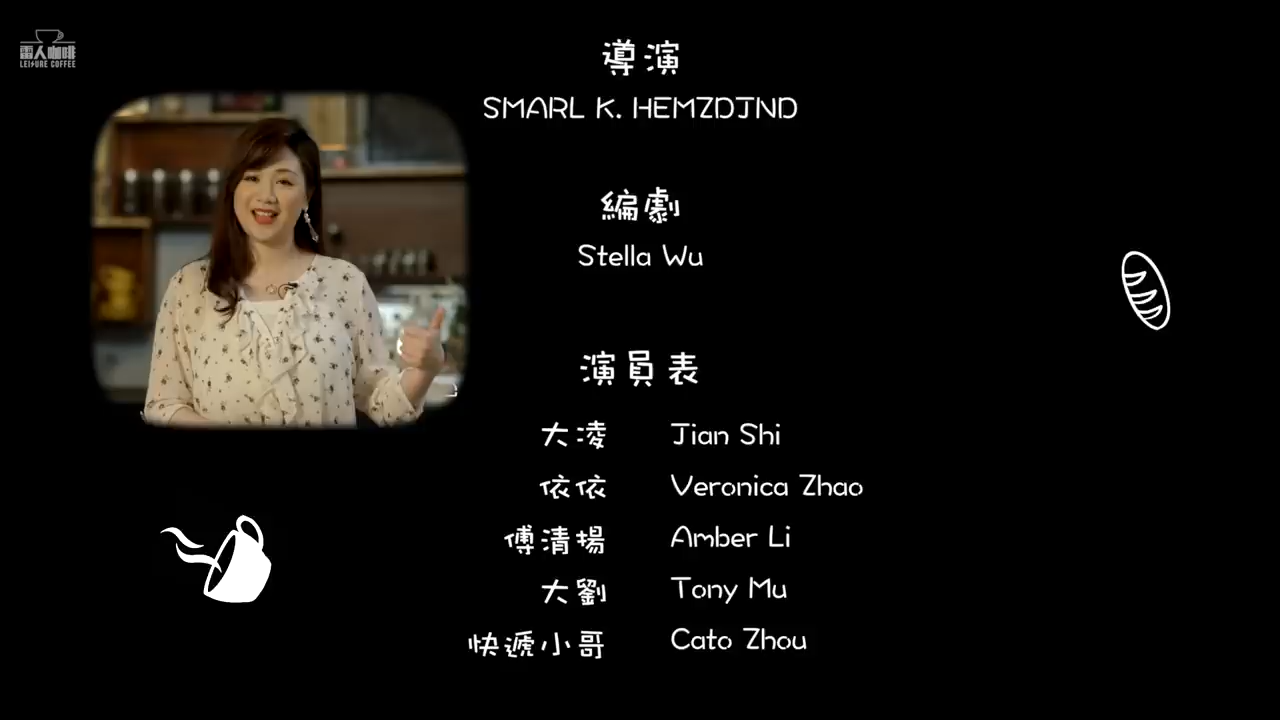 雷人咖啡
LEISURE COFFEE
導演
SMARL K. HEMZDJND
編劇
Stella Wu
演員表
大凌 Jian Shi
依依 Veronica Zhao
傅清揚 Amber Li
大劉 Tony Mu
快遞小哥 Cato Zhou